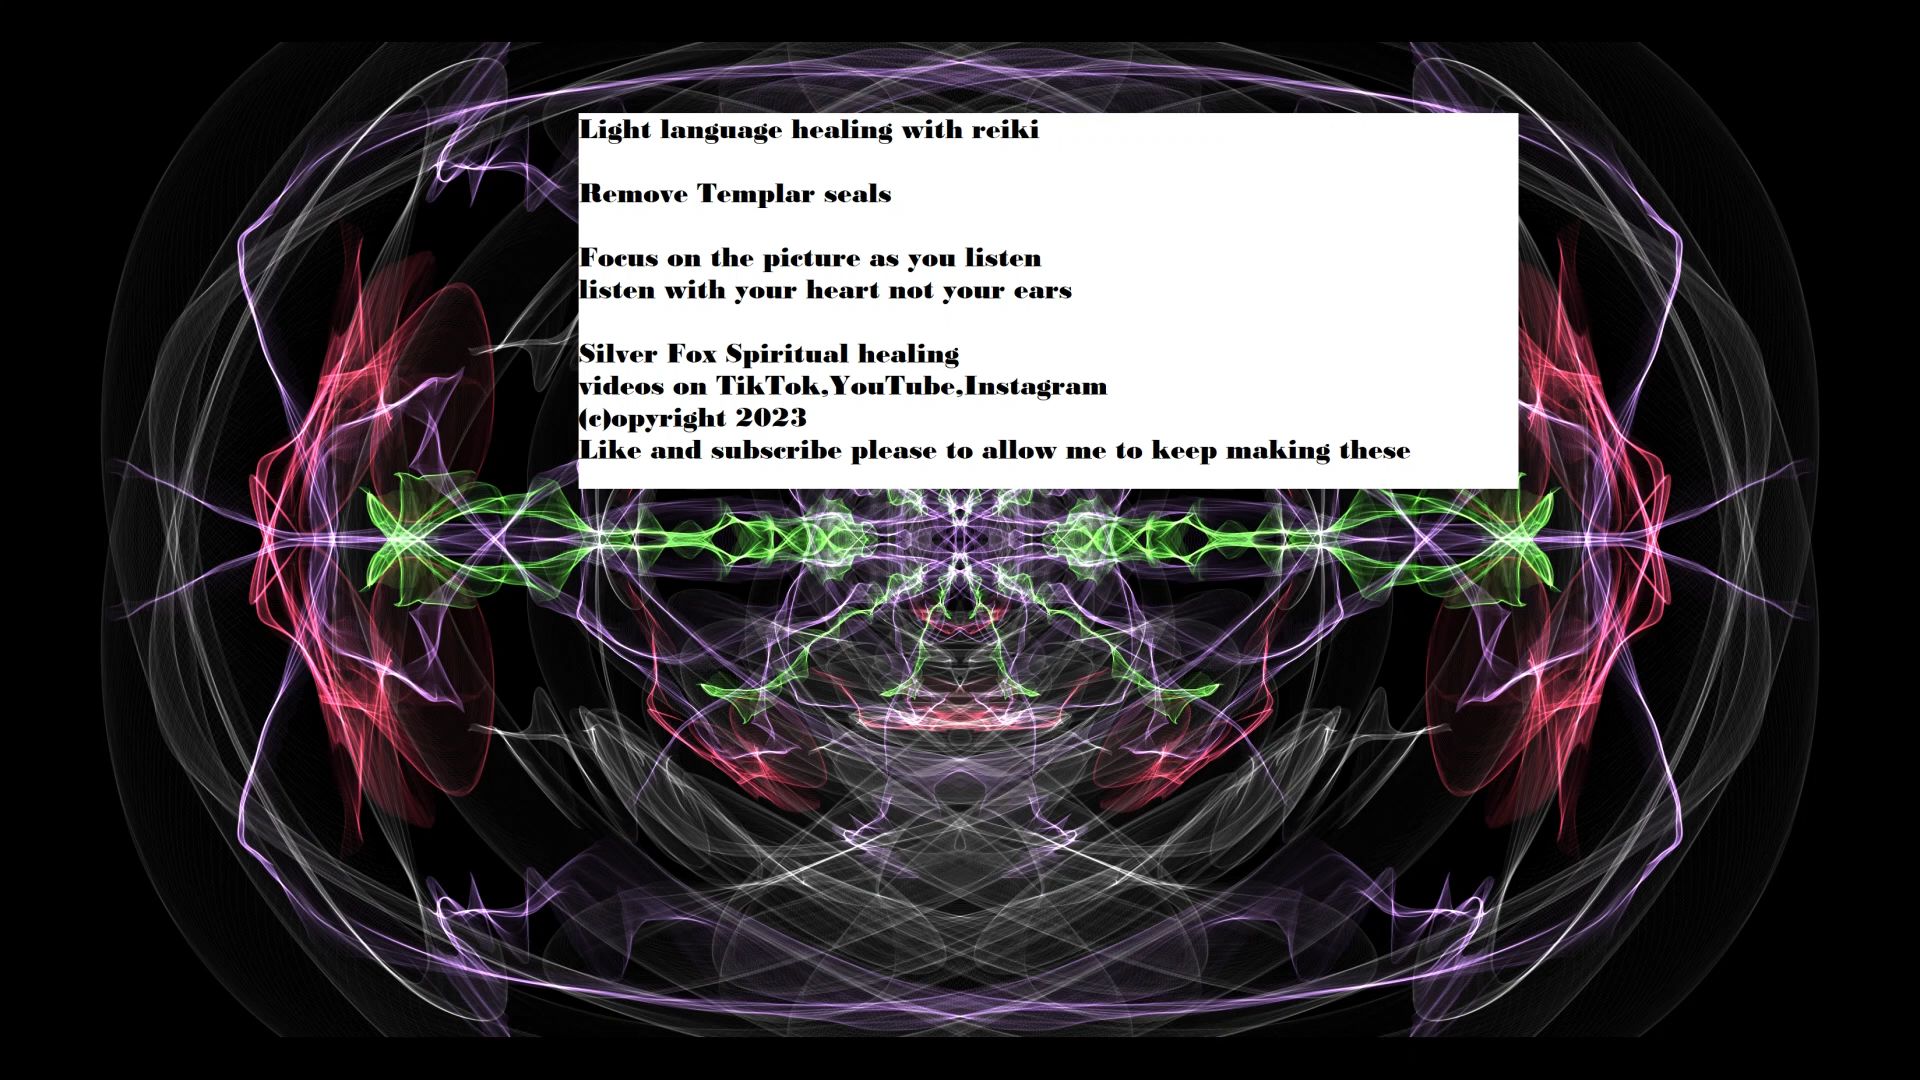 Light language healing with reiki
Remove Templar seals
Focus on the picture as you listen
listen with your heart not your ears
Silver Fox Spiritual healing
videos on TikTok,YouTube,Instagram
(c)opyright 2023
Like and subscribe please to allow me to keep making these